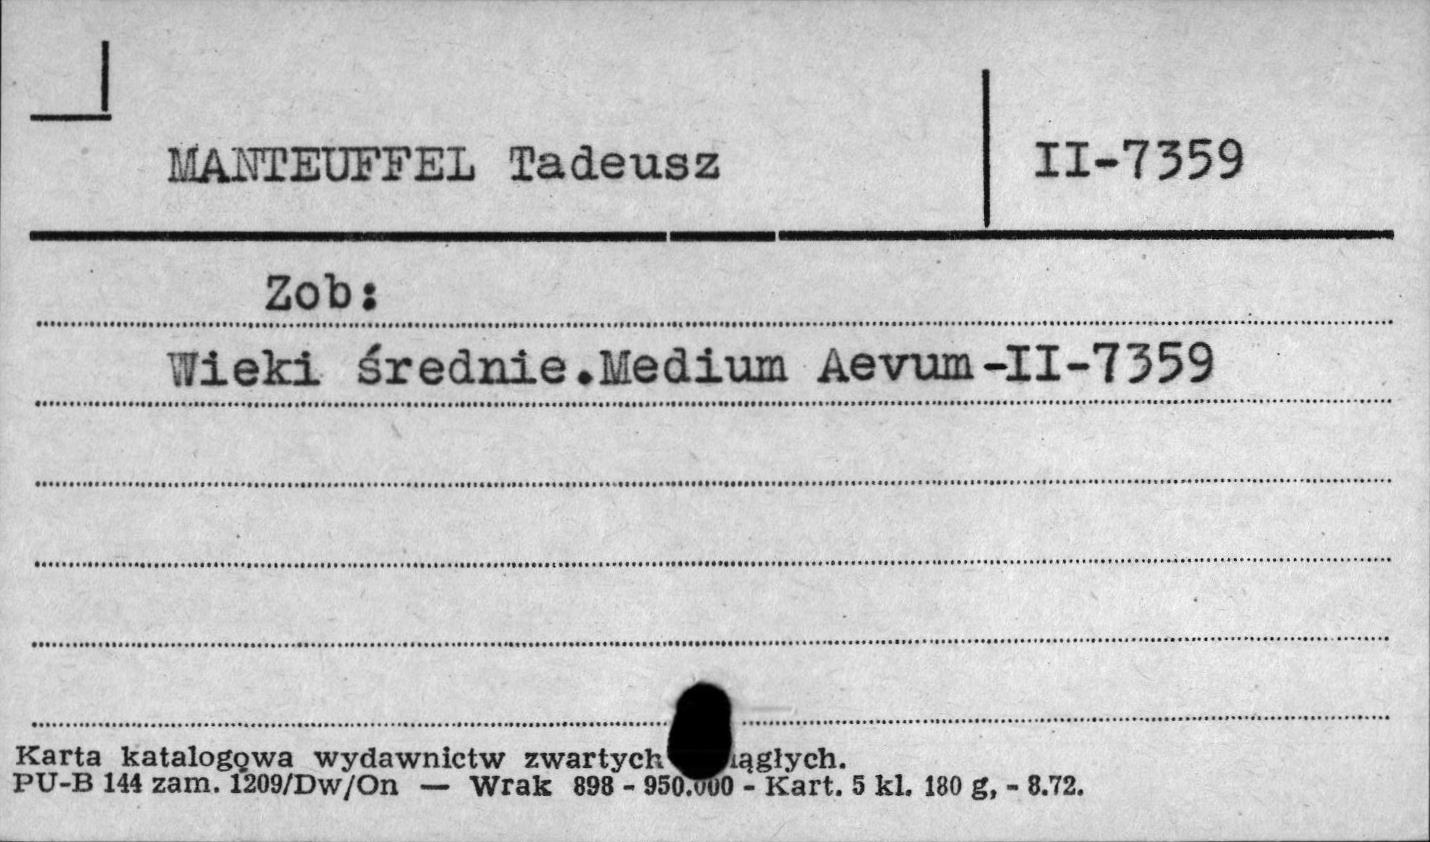 MANTEUFFEL Tadeusz
II-7359
Zob:
Wieki średnie.Medium Aevum-II-7359
Karta katalogowa wydawnictw zwartych
PU-B 144 zam. 1209/Dw/On — Wrak 898 - 950.000 - Kart. 5 kl. 180 g, - 8.72.